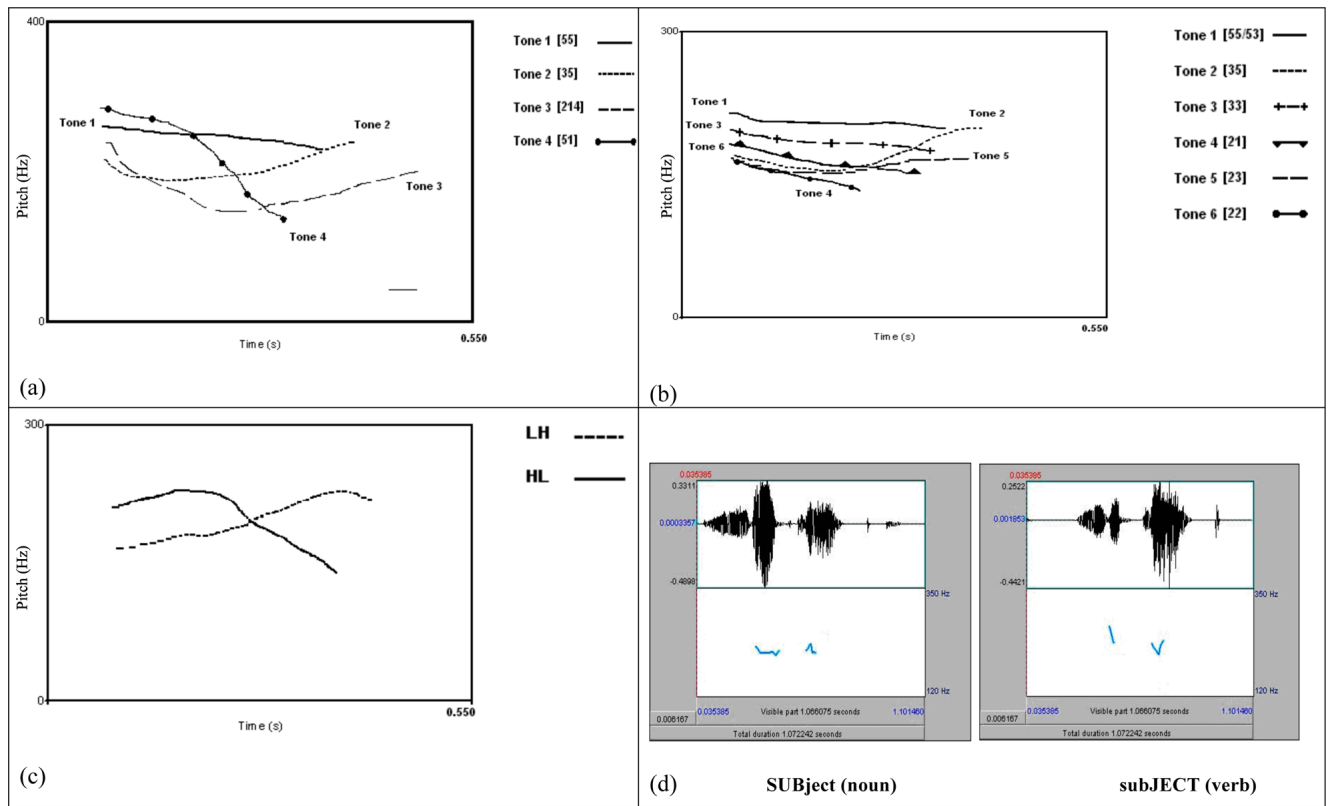 400
Pitch (Hz)
0
Time (s)
0.550
Tone 1
Tone 2
Tone 3
Tone 4
Tone 1 [55]
Tone 2 [35]
Tone 3 [214]
Tone 4 [51]
(a)
300
Pitch (Hz)
0
Time (s)
0.550
Tone 1
Tone 3
Tone 6
Tone 4
Tone 2
Tone 5
Tone 1 [55/53]
Tone 2 [35]
Tone 3 [33]
Tone 4 [21]
Tone 5 [23]
Tone 6 [22]
(b)
300
Pitch (Hz)
0
Time (s)
0.550
LH
HL
(c)
0.035385
0.3311
0.0003357
-0.4898
350 Hz
120 Hz
0.035385 Visible part 1.066075 seconds 1.101460
0.006167
Total duration 1.072242 seconds
0.035385
0.2522
0.001853
-0.4421
350 Hz
120 Hz
0.035385 Visible part 1.066075 seconds 1.101460
0.006167
Total duration 1.072242 seconds
(d)
SUBject (noun)
subJECT (verb)